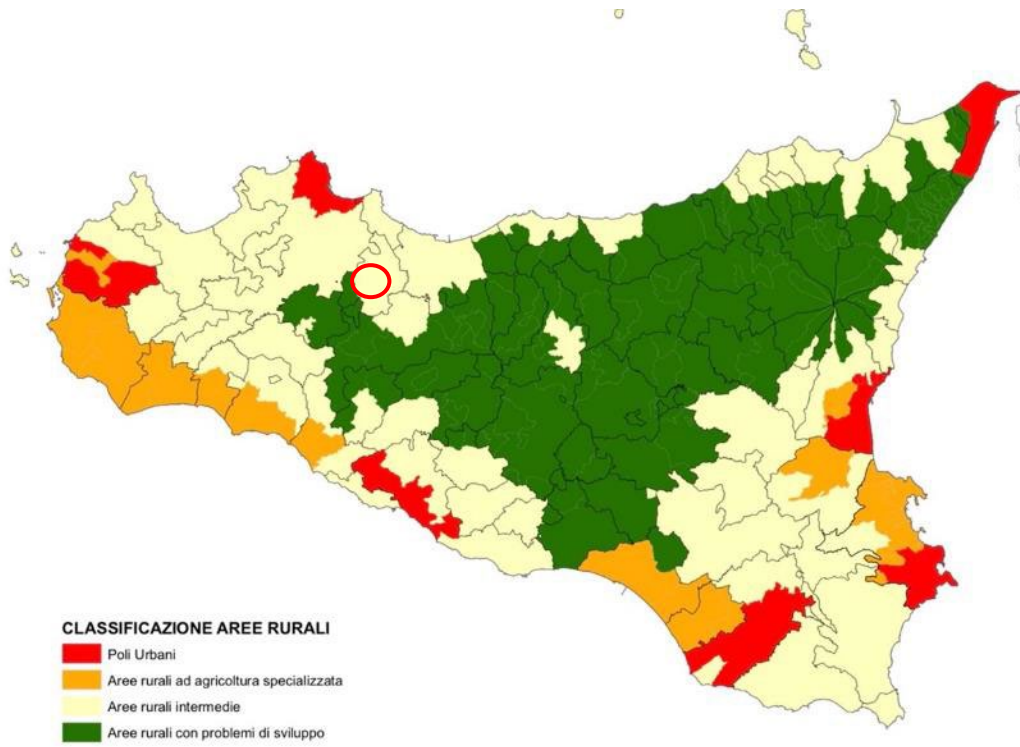 CLASSIFICAZIONE AREE RURALI
Poli Urbani
Aree rurali ad agricoltura specializzata
Aree rurali intermedie
Aree rurali con problemi di sviluppo